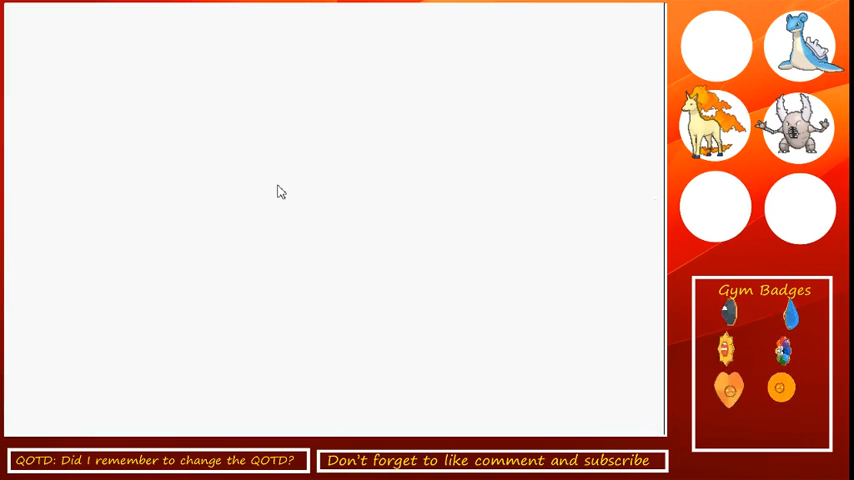 Gym Badges
QOTD: Did I remember to change the QOTD?
Don't forget to like comment and subscribe